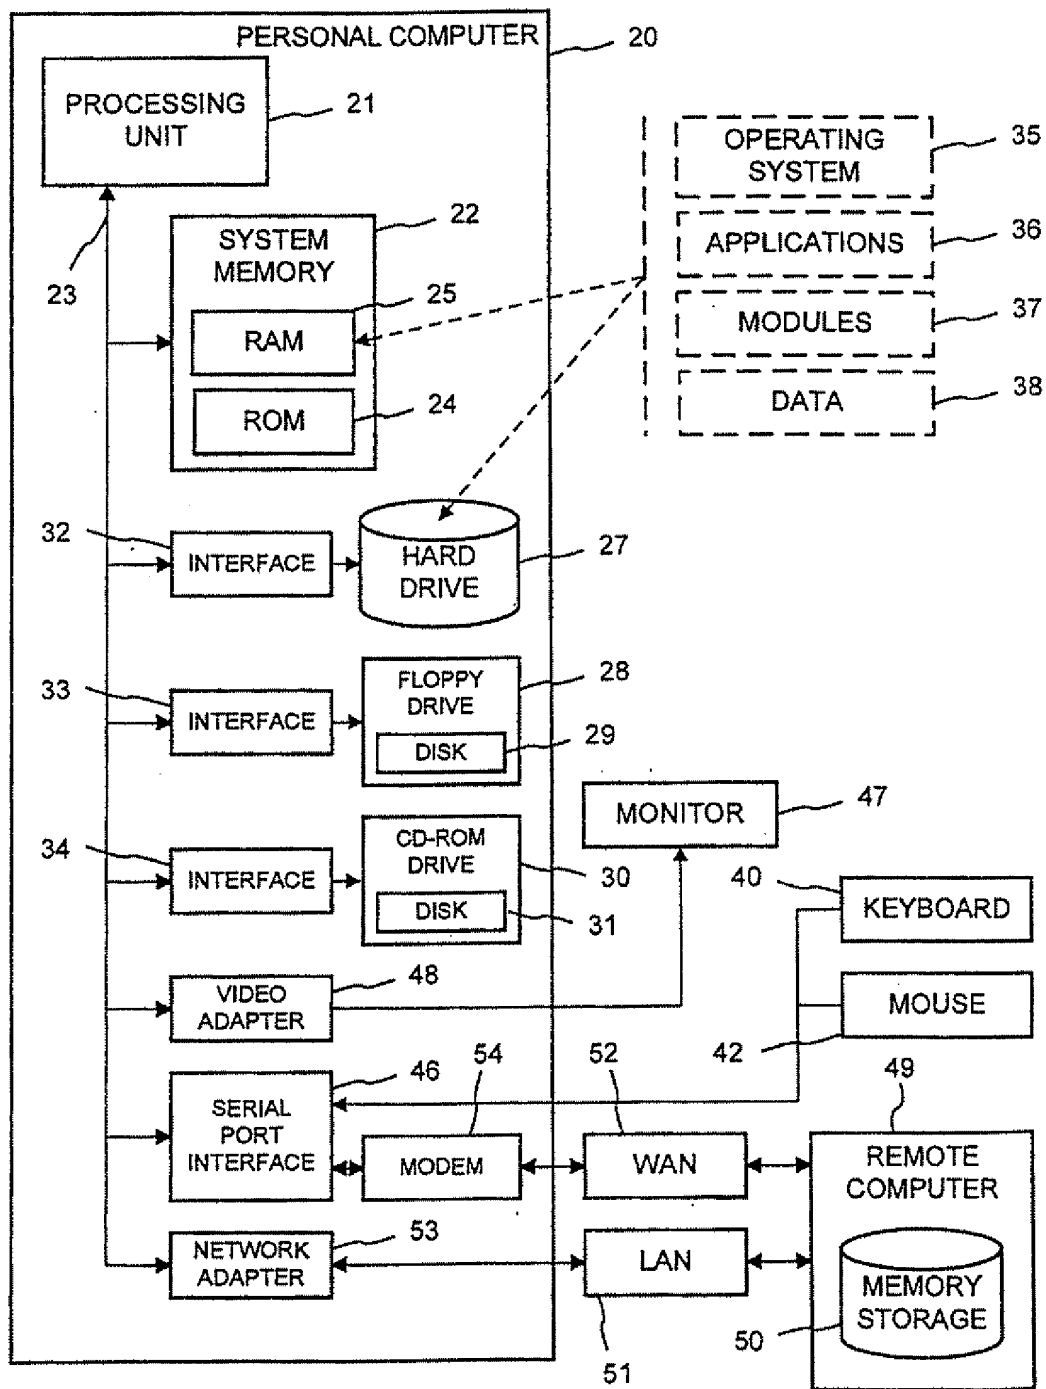 PERSONAL COMPUTER
20
PROCESSING
UNIT
21
23
SYSTEM
MEMORY
22
25
RAM
ROM
24
OPERATING
SYSTEM
35
APPLICATIONS
36
MODULES
37
DATA
38
32
INTERFACE
HARD
DRIVE
27
33
INTERFACE
FLOPPY
DRIVE
28
DISK
29
34
INTERFACE
CD-ROM
DRIVE
30
DISK
31
MONITOR
47
40
KEYBOARD
MOUSE
42
VIDEO
ADAPTER
48
SERIAL
PORT
INTERFACE
46
54
MODEM
52
WAN
49
REMOTE
COMPUTER
NETWORK
ADAPTER
53
LAN
51
MEMORY
STORAGE
50